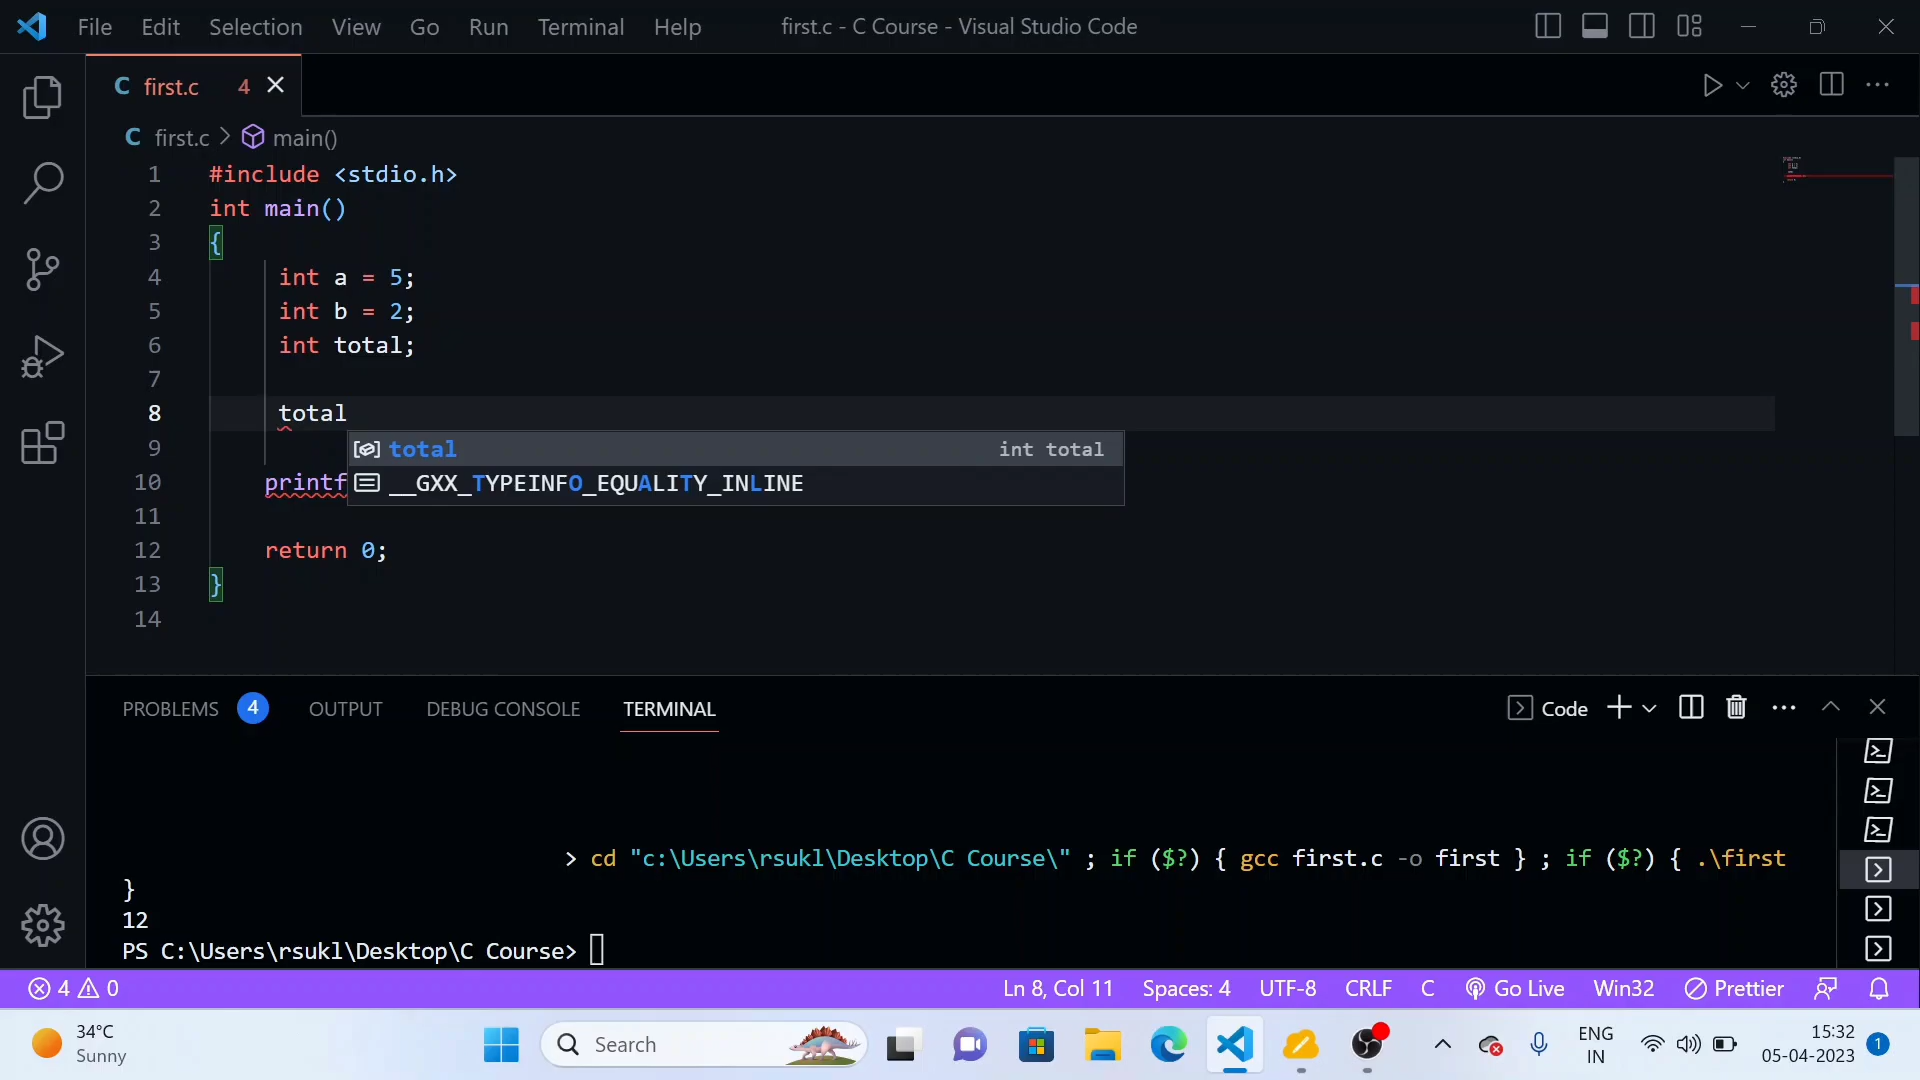 File Edit Selection View Go Run Terminal Help first.c - C Course - Visual Studio Code
C first.c 4
C first.c > main()
1 #include <stdio.h>
2 int main()
3 {
4 int a = 5;
5 int b = 2;
6 int total;
7
8 total
9 total int total
10 printf __GXX_TYPEINFO_EQUALITY_INLINE
11
12 return 0;
13 }
14
PROBLEMS 4 OUTPUT DEBUG CONSOLE TERMINAL Code
> cd "c:\Users\rsukl\Desktop\C Course\" ; if ($?) { gcc first.c -o first } ; if ($?) { .\first
}
12
PS C:\Users\rsukl\Desktop\C Course>
4 0 Ln 8, Col 11 Spaces: 4 UTF-8 CRLF C Go Live Win32 Prettier
34°C
Sunny
Search
ENG
IN
15:32
05-04-2023
1